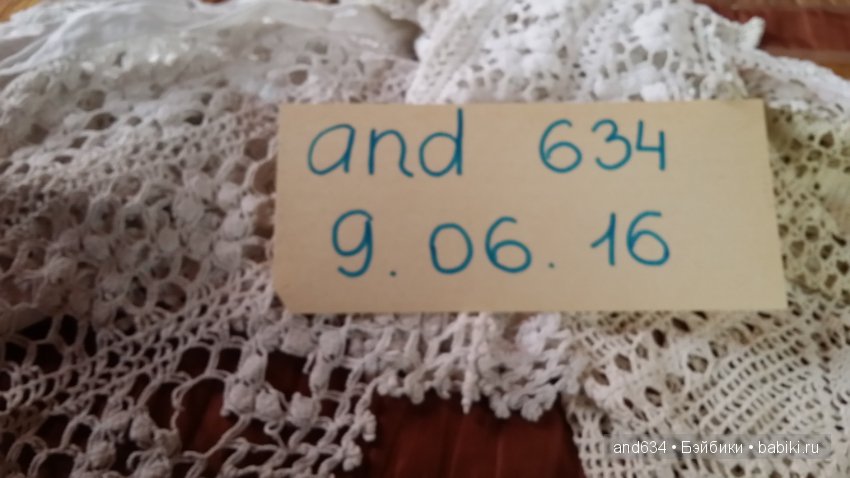 and 634
9. 06. 16
and634 • Бэйбики • babiki.ru